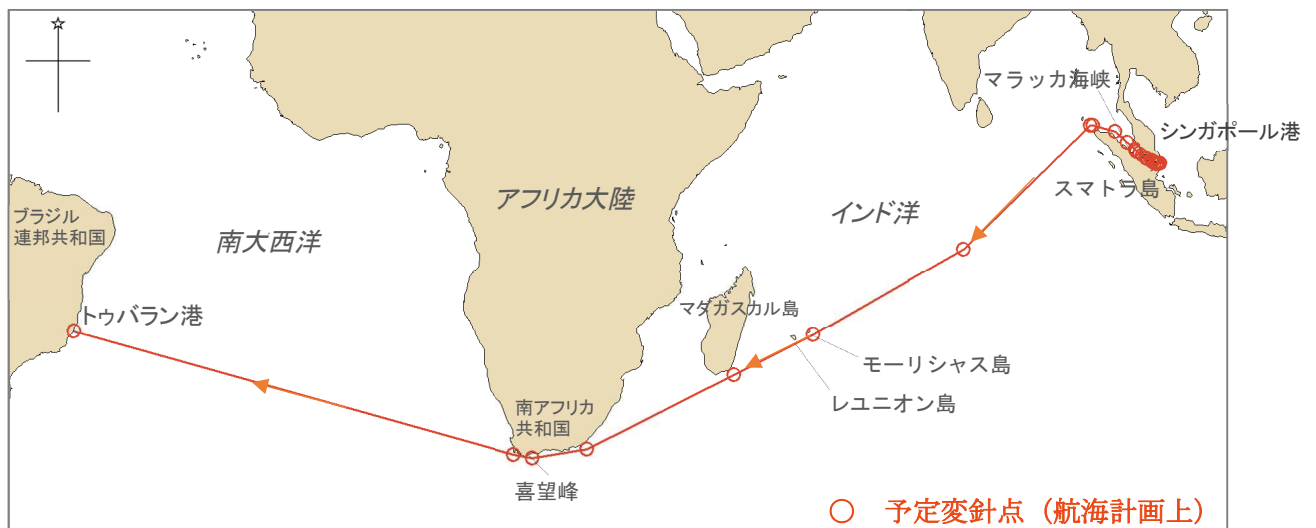 マラッカ海峡
シンガポール港
スマトラ島
アフリカ大陸
インド洋
ブラジル
連邦共和国
南大西洋
トゥバラン港
マダガスカル島
モーリシャス島
レユニオン島
南アフリカ
共和国
喜望峰
○ 予定変針点（航海計画上）